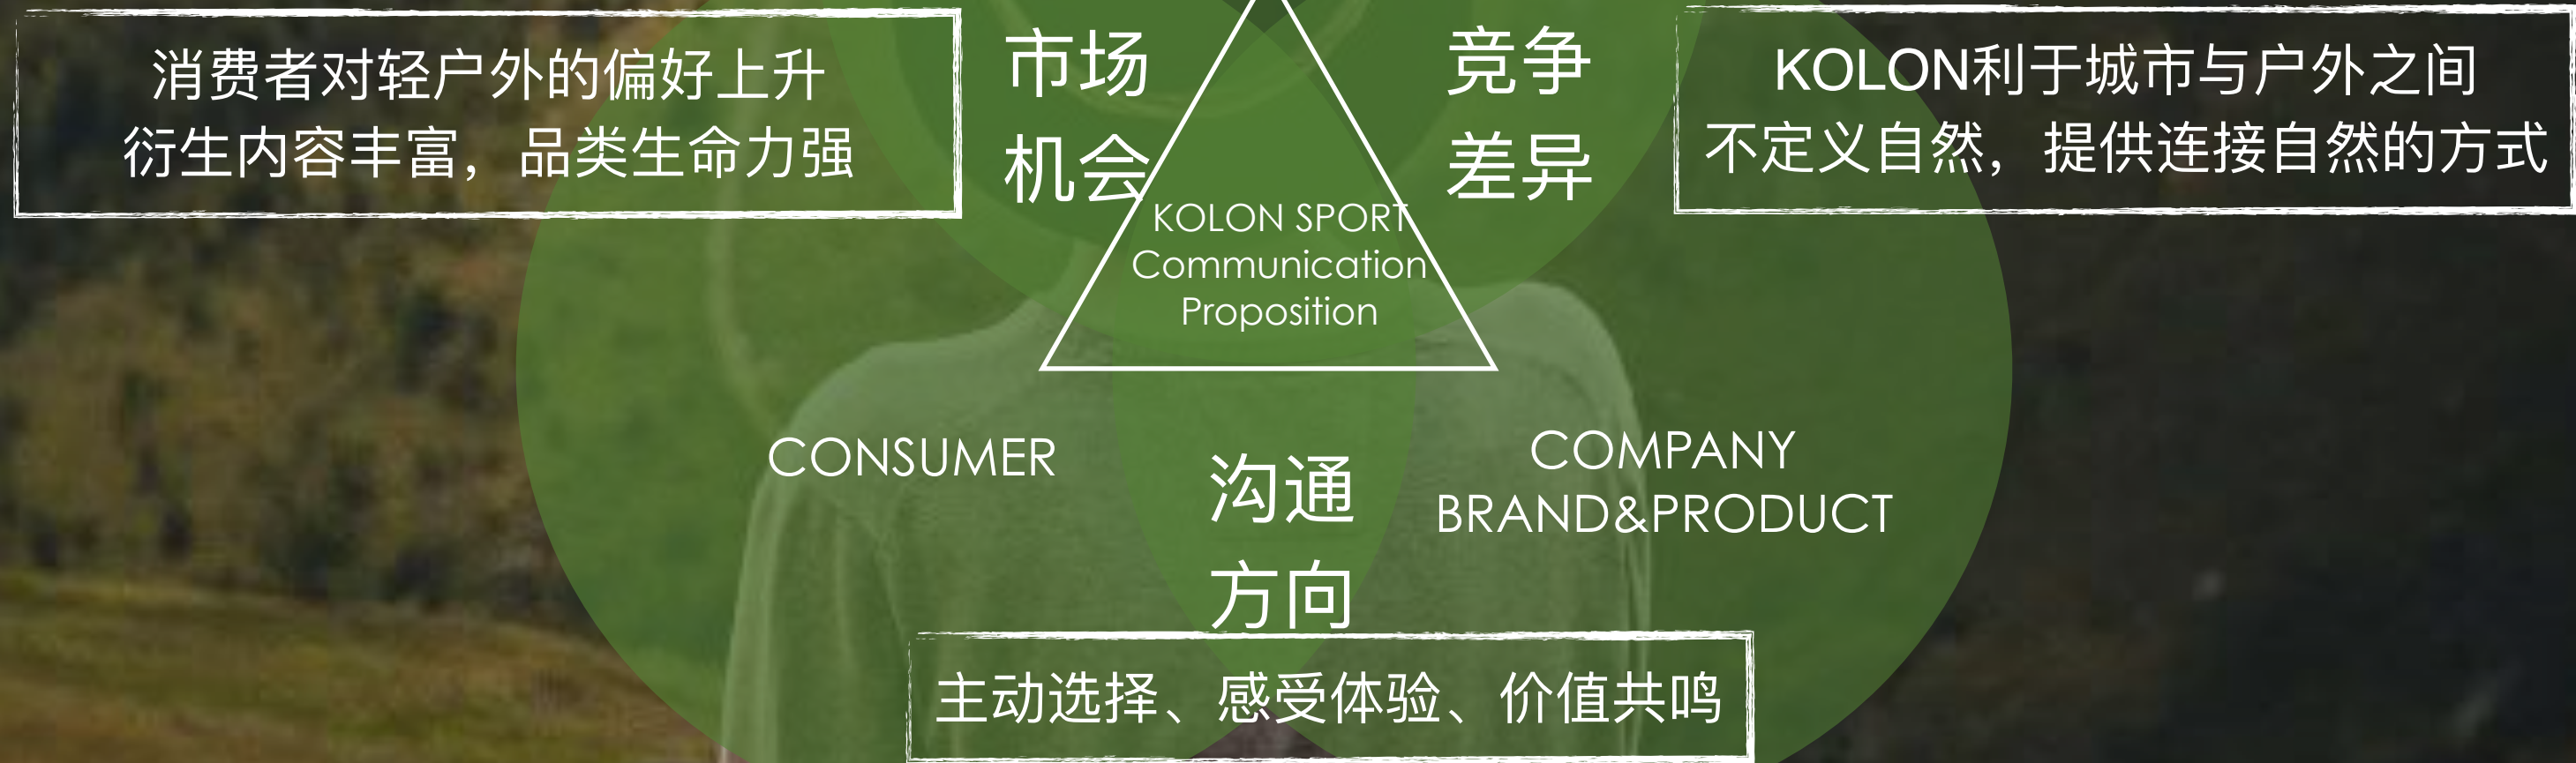 消费者对轻户外的偏好上升
衍生内容丰富，品类生命力强
市场
机会
竞争
差异
KOLON利于城市与户外之间
不定义自然，提供连接自然的方式
KOLON SPORT
Communication
Proposition
CONSUMER
COMPANY
BRAND&PRODUCT
沟通
方向
主动选择、感受体验、价值共鸣